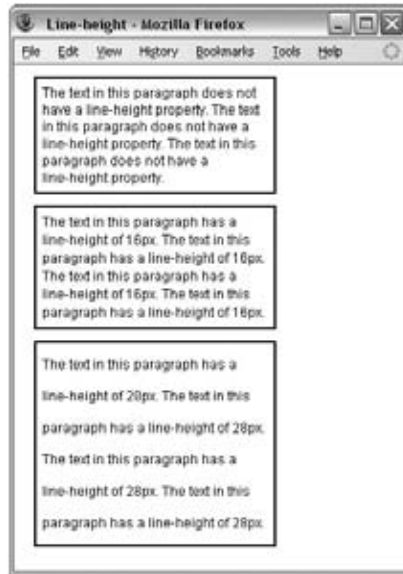 Line-height - Mozilla Firefox
File Edit View History Bookmarks Tools Help
The text in this paragraph does not
have a line-height property. The text
in this paragraph does not have a
line-height property. The text in this
paragraph does not have a
line-height property.
The text in this paragraph has a
line-height of 16px. The text in this
paragraph has a line-height of 16px.
The text in this paragraph has a
line-height of 16px. The text in this
paragraph has a line-height of 16px.
The text in this paragraph has a
line-height of 28px. The text in this
paragraph has a line-height of 28px.
The text in this paragraph has a
line-height of 28px. The text in this
paragraph has a line-height of 28px.